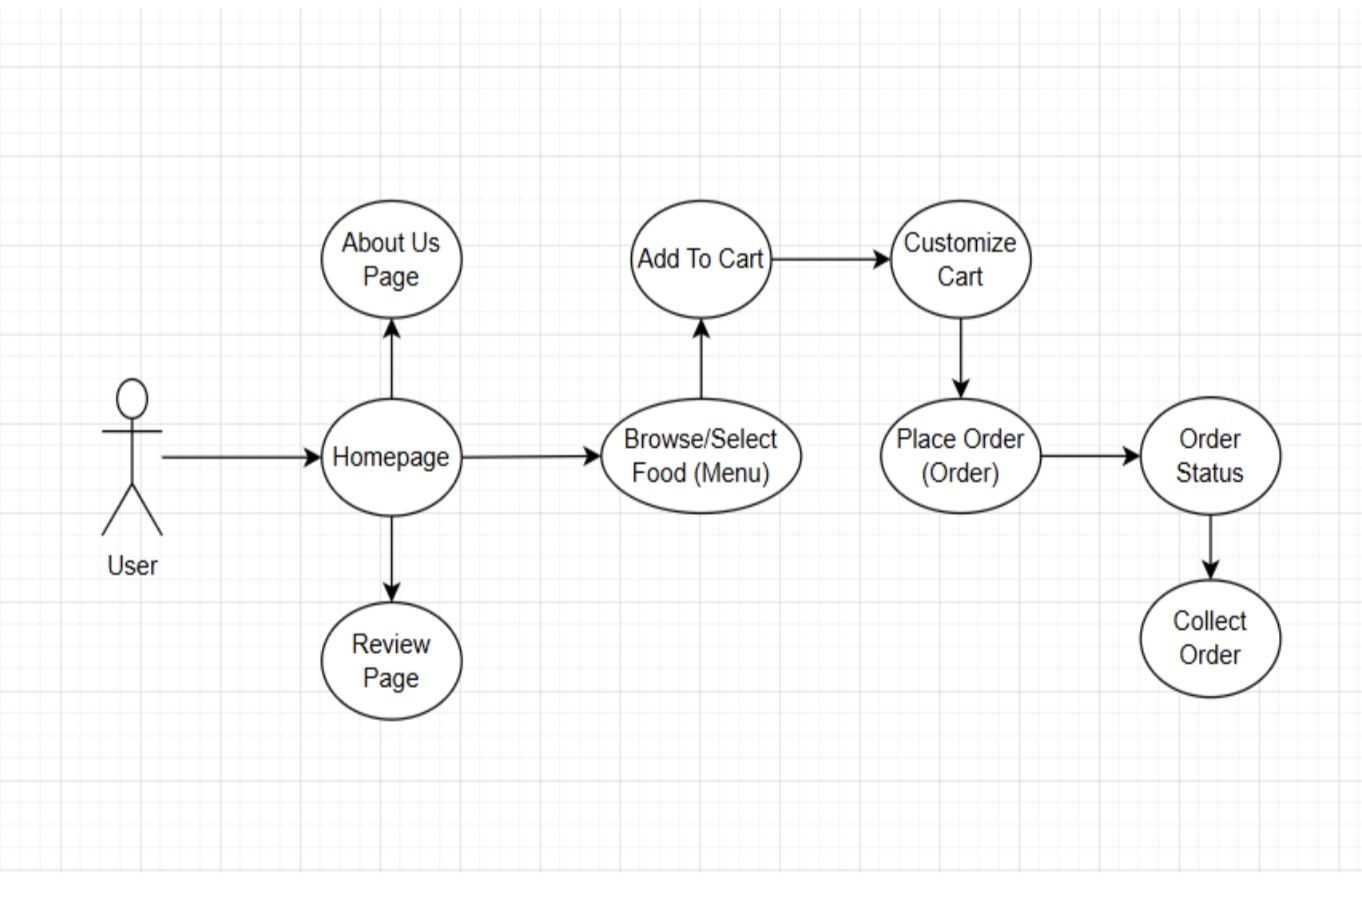 About Us
Page
Add To Cart
Customize
Cart
User
Homepage
Browse/Select
Food (Menu)
Place Order
(Order)
Order
Status
Review
Page
Collect
Order